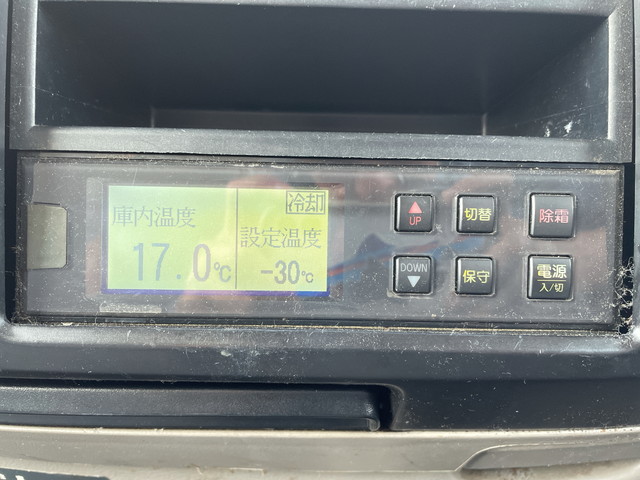 冷却
庫内温度
17.0℃
設定温度
-30℃
UP
切替
除霜
DOWN
保守
電源
入/切